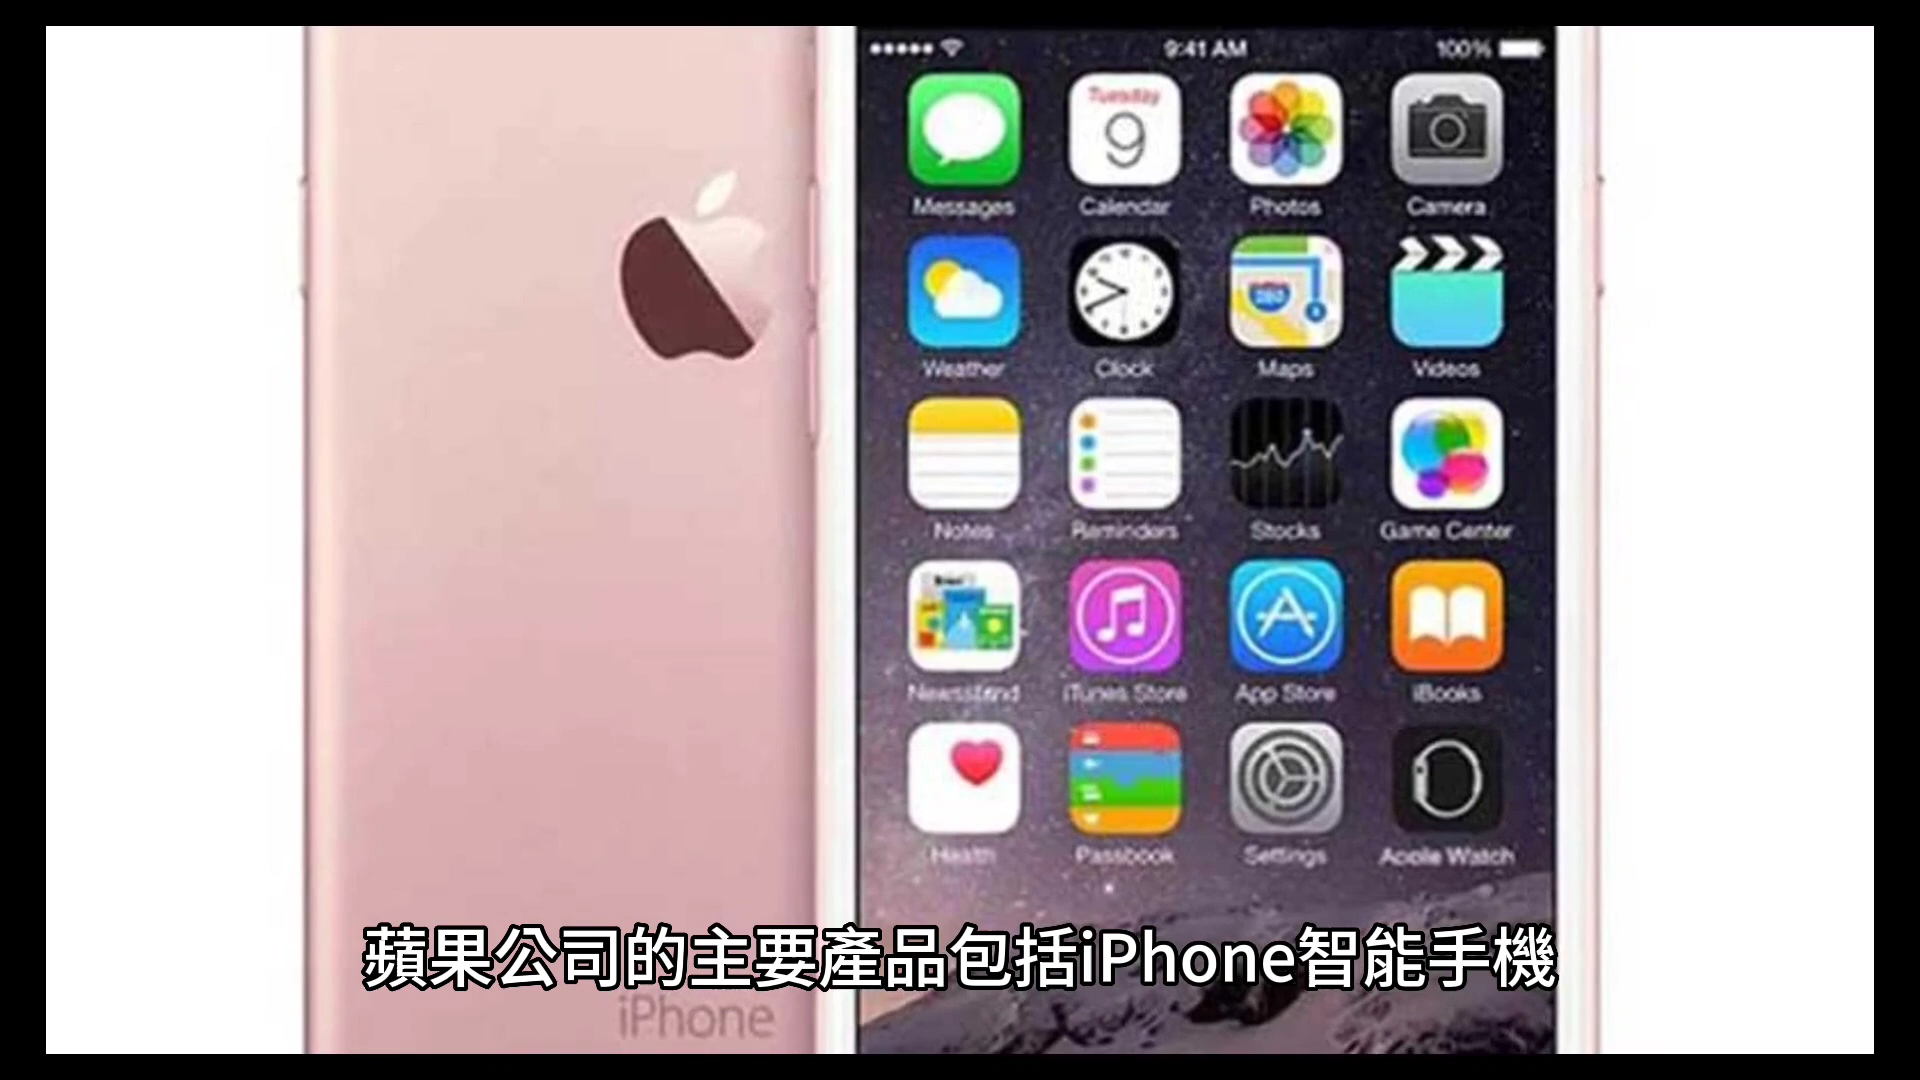 9:41 AM 100%
Tuesday
9
Messages Calendar Photos Camera
280
Weather Clock Maps Videos
Notes Reminders Stocks Game Center
Newsstand iTunes Store App Store iBooks
Health Passbook Settings Apple Watch
蘋果公司的主要產品包括iPhone智能手機
iPhone